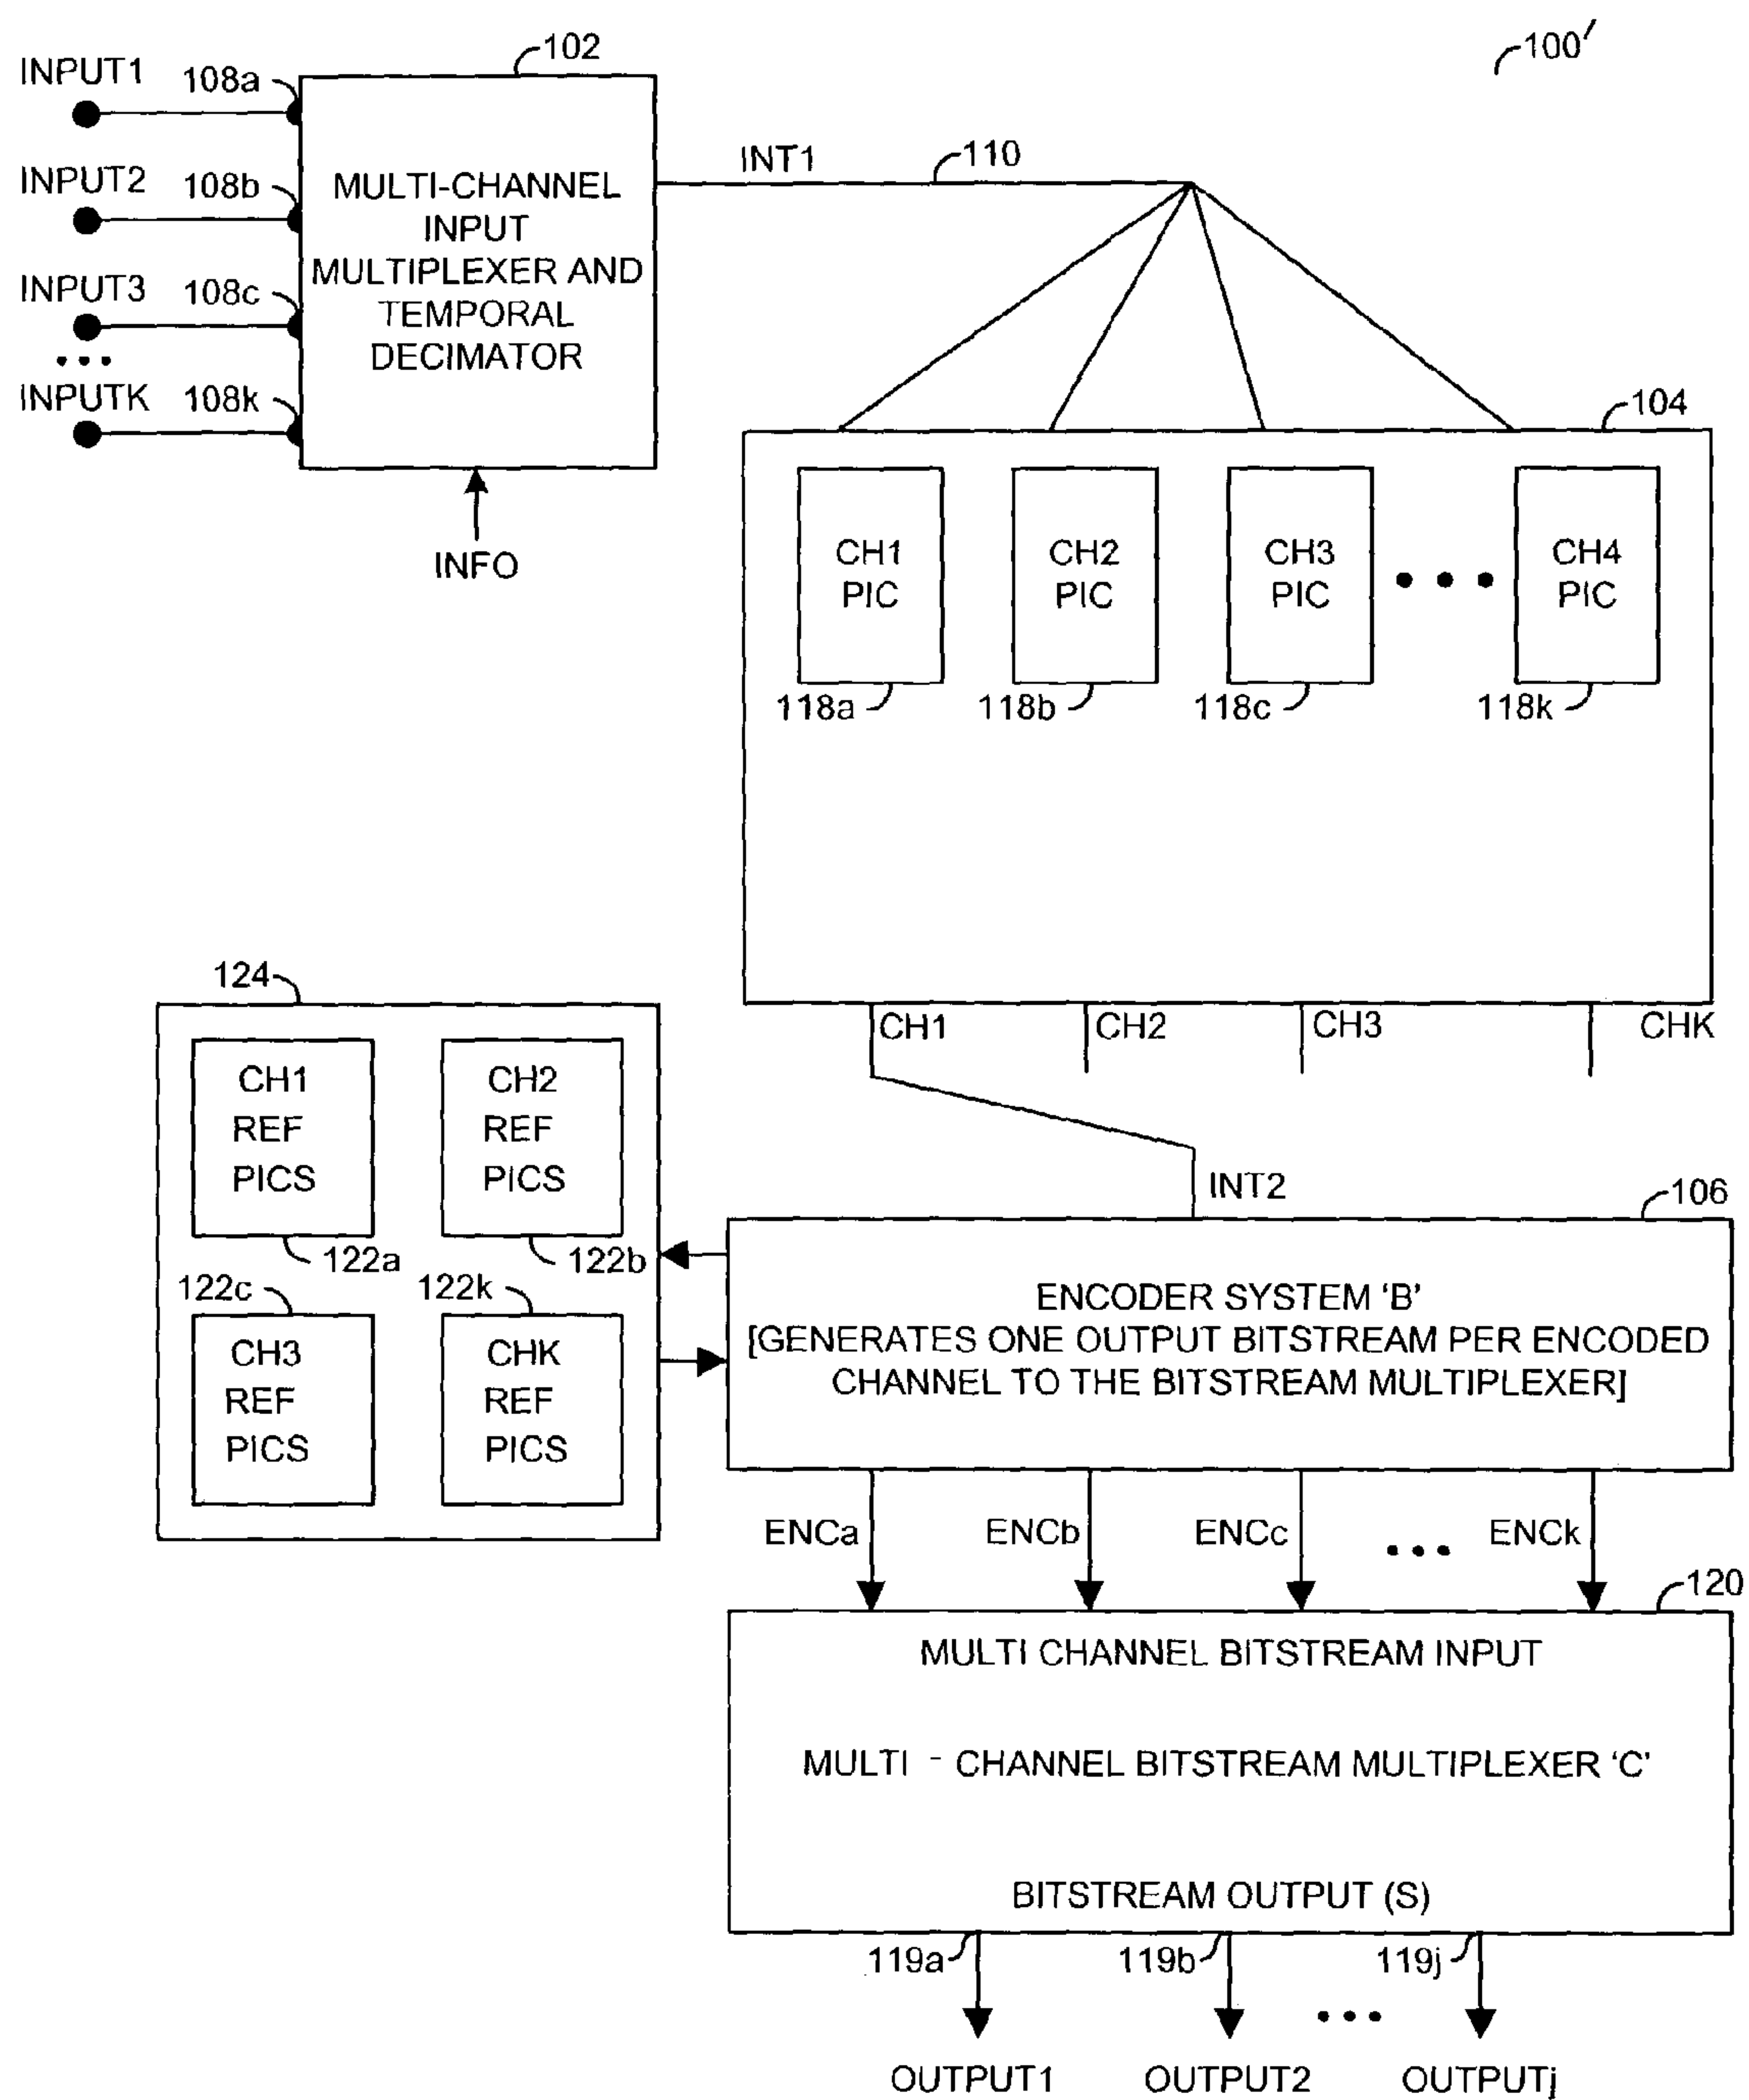 100′
102
INPUT1
108a
INPUT2
108b
INPUT3
108c
...
INPUTK
108k
MULTI-CHANNEL
INPUT
MULTIPLEXER AND
TEMPORAL
DECIMATOR
INFO
INT1
110
104
CH1
PIC
CH2
PIC
CH3
PIC
• • •
CH4
PIC
118a
118b
118c
118k
CH1
CH2
CH3
CHK
124
CH1
REF
PICS
CH2
REF
PICS
122a
122b
122c
122k
CH3
REF
PICS
CHK
REF
PICS
INT2
106
ENCODER SYSTEM ‘B’
[GENERATES ONE OUTPUT BITSTREAM PER ENCODED
CHANNEL TO THE BITSTREAM MULTIPLEXER]
ENCa
ENCb
ENCc
...
ENCk
120
MULTI CHANNEL BITSTREAM INPUT
MULTI - CHANNEL BITSTREAM MULTIPLEXER ‘C’
BITSTREAM OUTPUT (S)
119a
119b
119j
...
OUTPUT1
OUTPUT2
OUTPUTj